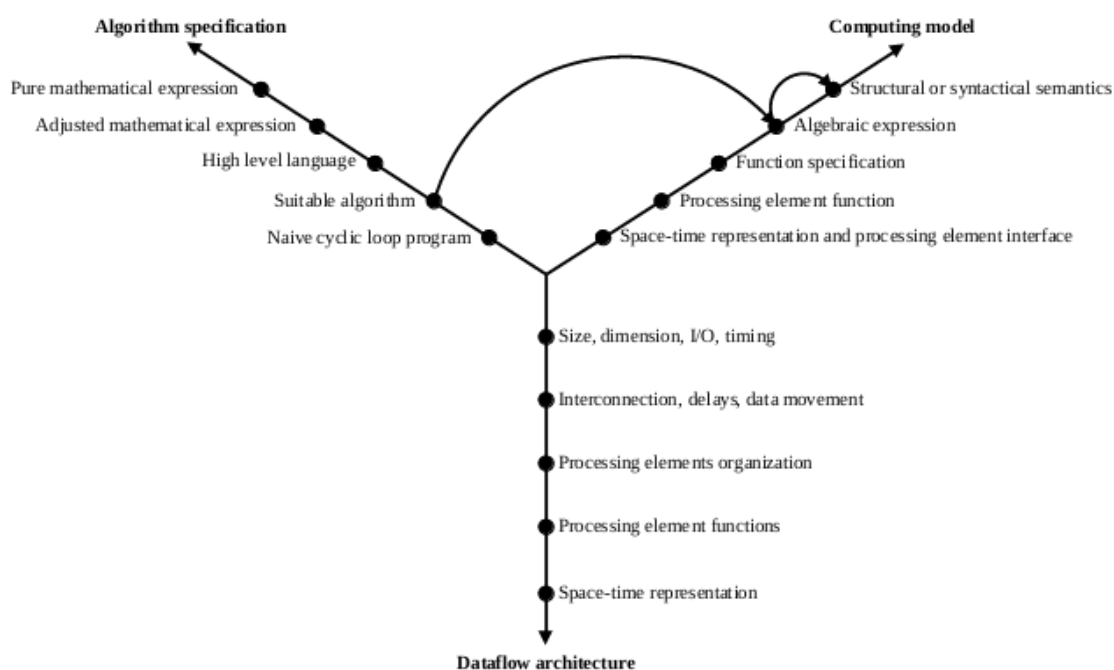 Algorithm specification
Computing model
Pure mathematical expression
Structural or syntactical semantics
Adjusted mathematical expression
Algebraic expression
High level language
Function specification
Suitable algorithm
Processing element function
Naive cyclic loop program
Space-time representation and processing element interface
Size, dimension, I/O, timing
Interconnection, delays, data movement
Processing elements organization
Processing element functions
Space-time representation
Dataflow architecture